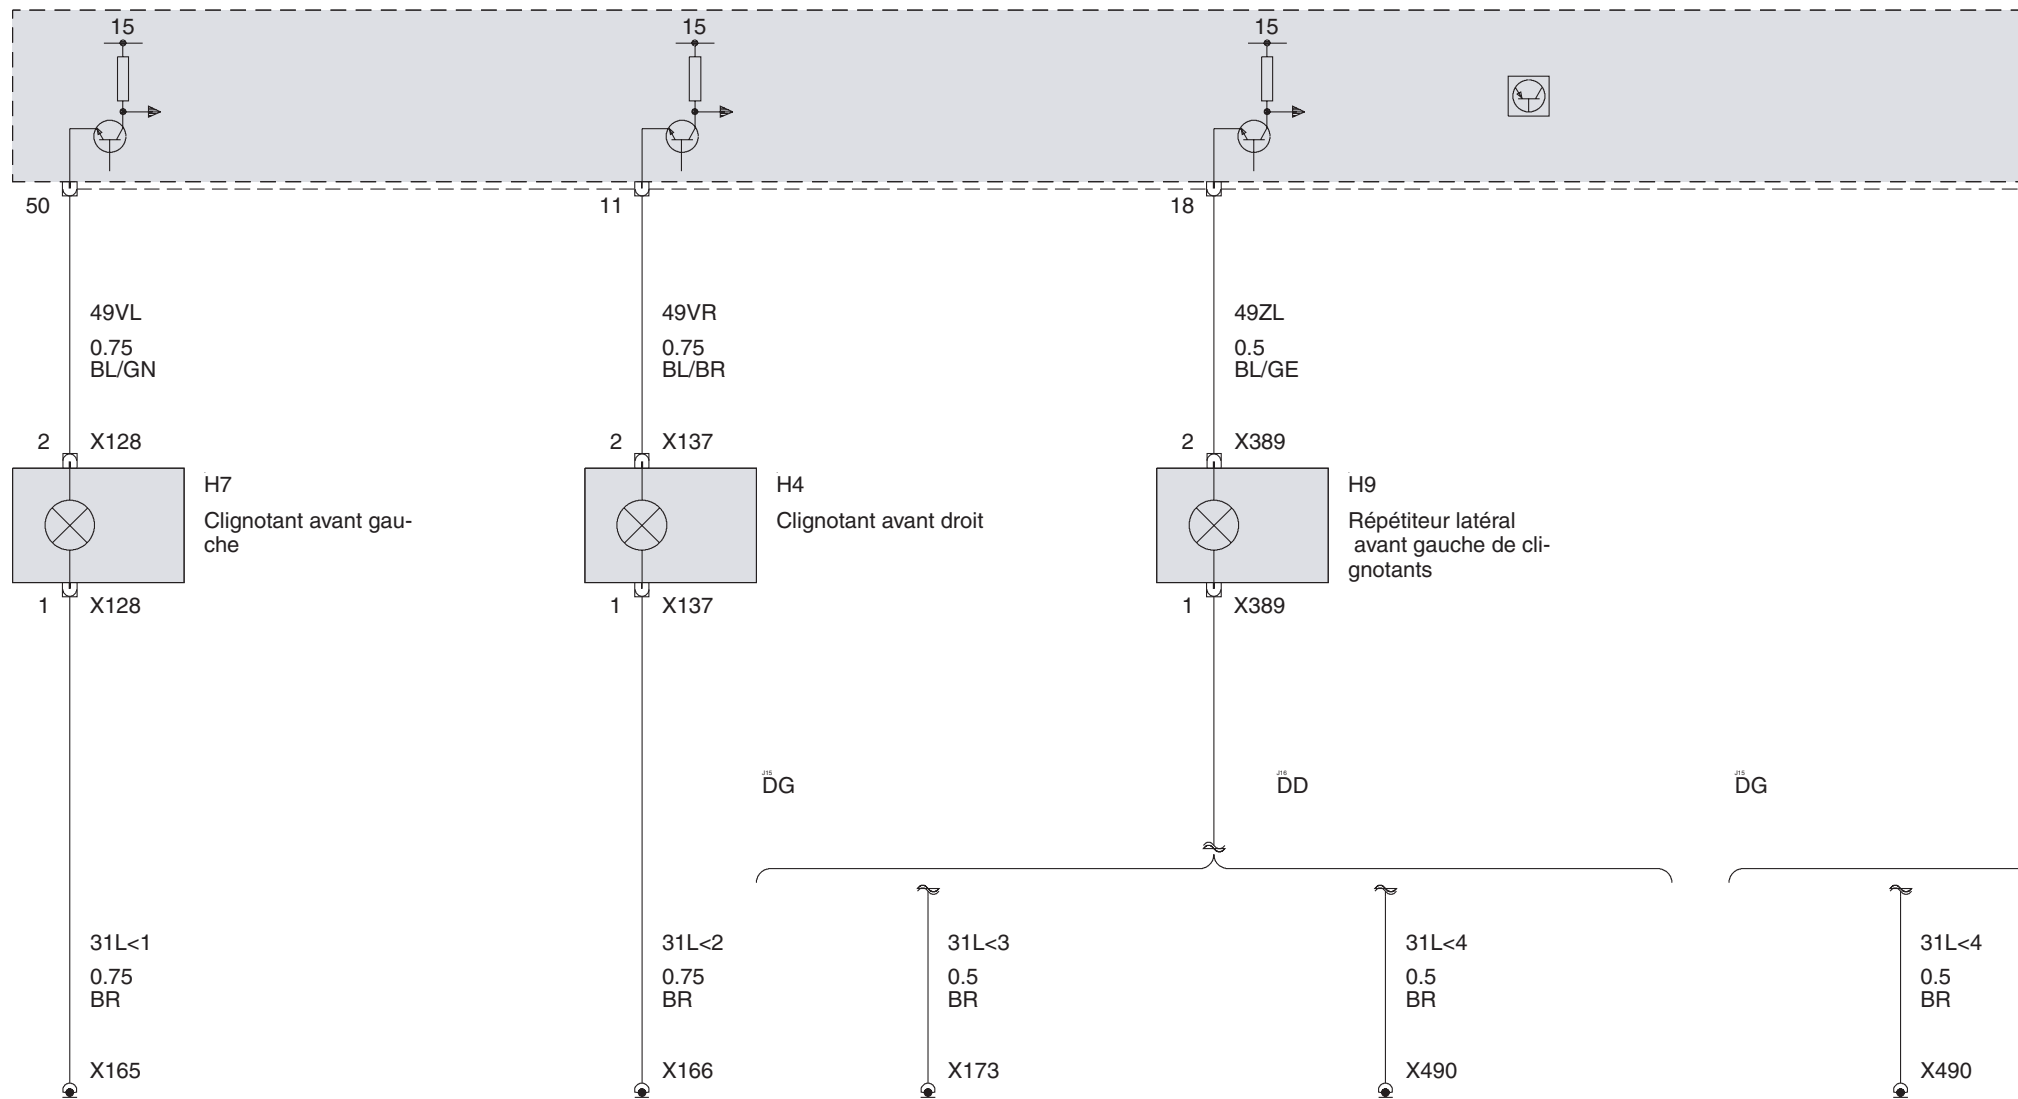 15 15 15
50 11 18
49VL 49VR 49ZL
0.75 0.75 0.5
BL/GN BL/BR BL/GE
2 X128 2 X137 2 X389
H7 H4 H9
Clignotant avant gau- Clignotant avant droit Répétiteur latéral
che avant gauche de cli-
gnotants
1 X128 1 X137 1 X389
J15 J16 J15
DG DD DG
31L<1 31L<2 31L<3 31L<4 31L<4
0.75 0.75 0.5 0.5 0.5
BR BR BR BR BR
X165 X166 X173 X490 X490